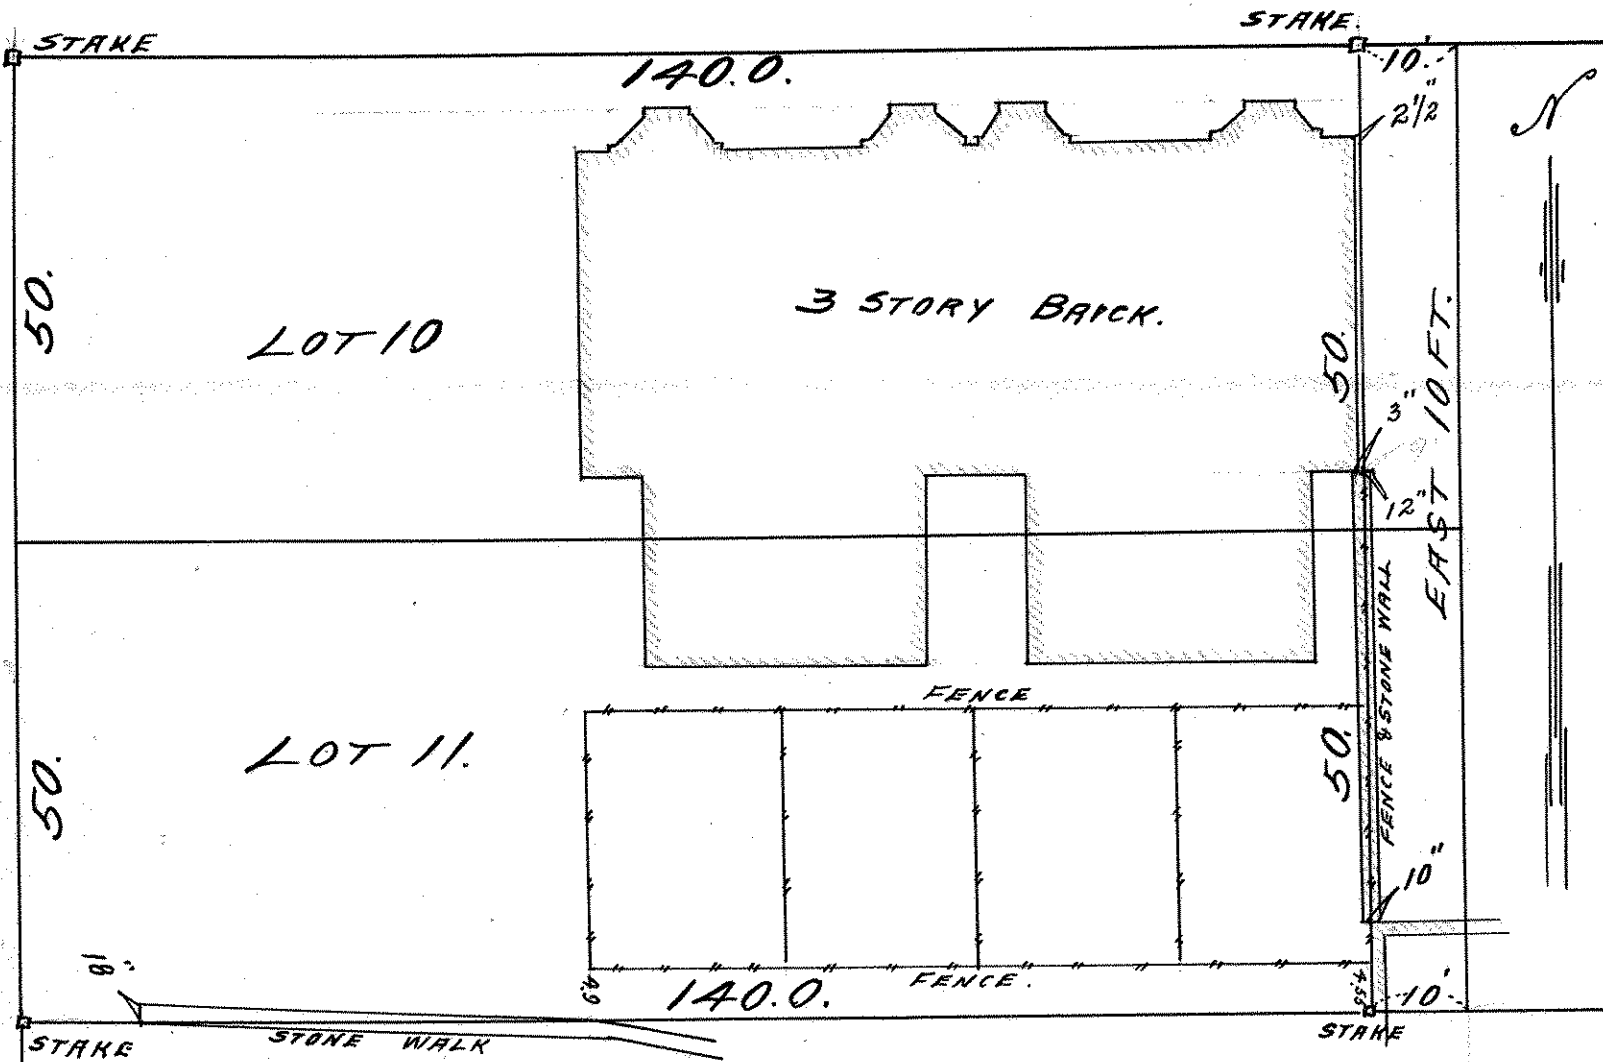 STAKE
STAKE.
140.0.
10'
N
2 1/2"
50.
LOT 10
3 STORY BRICK.
50.
EAST 10 FT.
3"
12"
FENCE & STONE WALL
FENCE
50.
LOT 11.
50.
10"
18"
4.9
140.0.
FENCE.
4.55
10'
STAKE
STONE WALK
STAKE